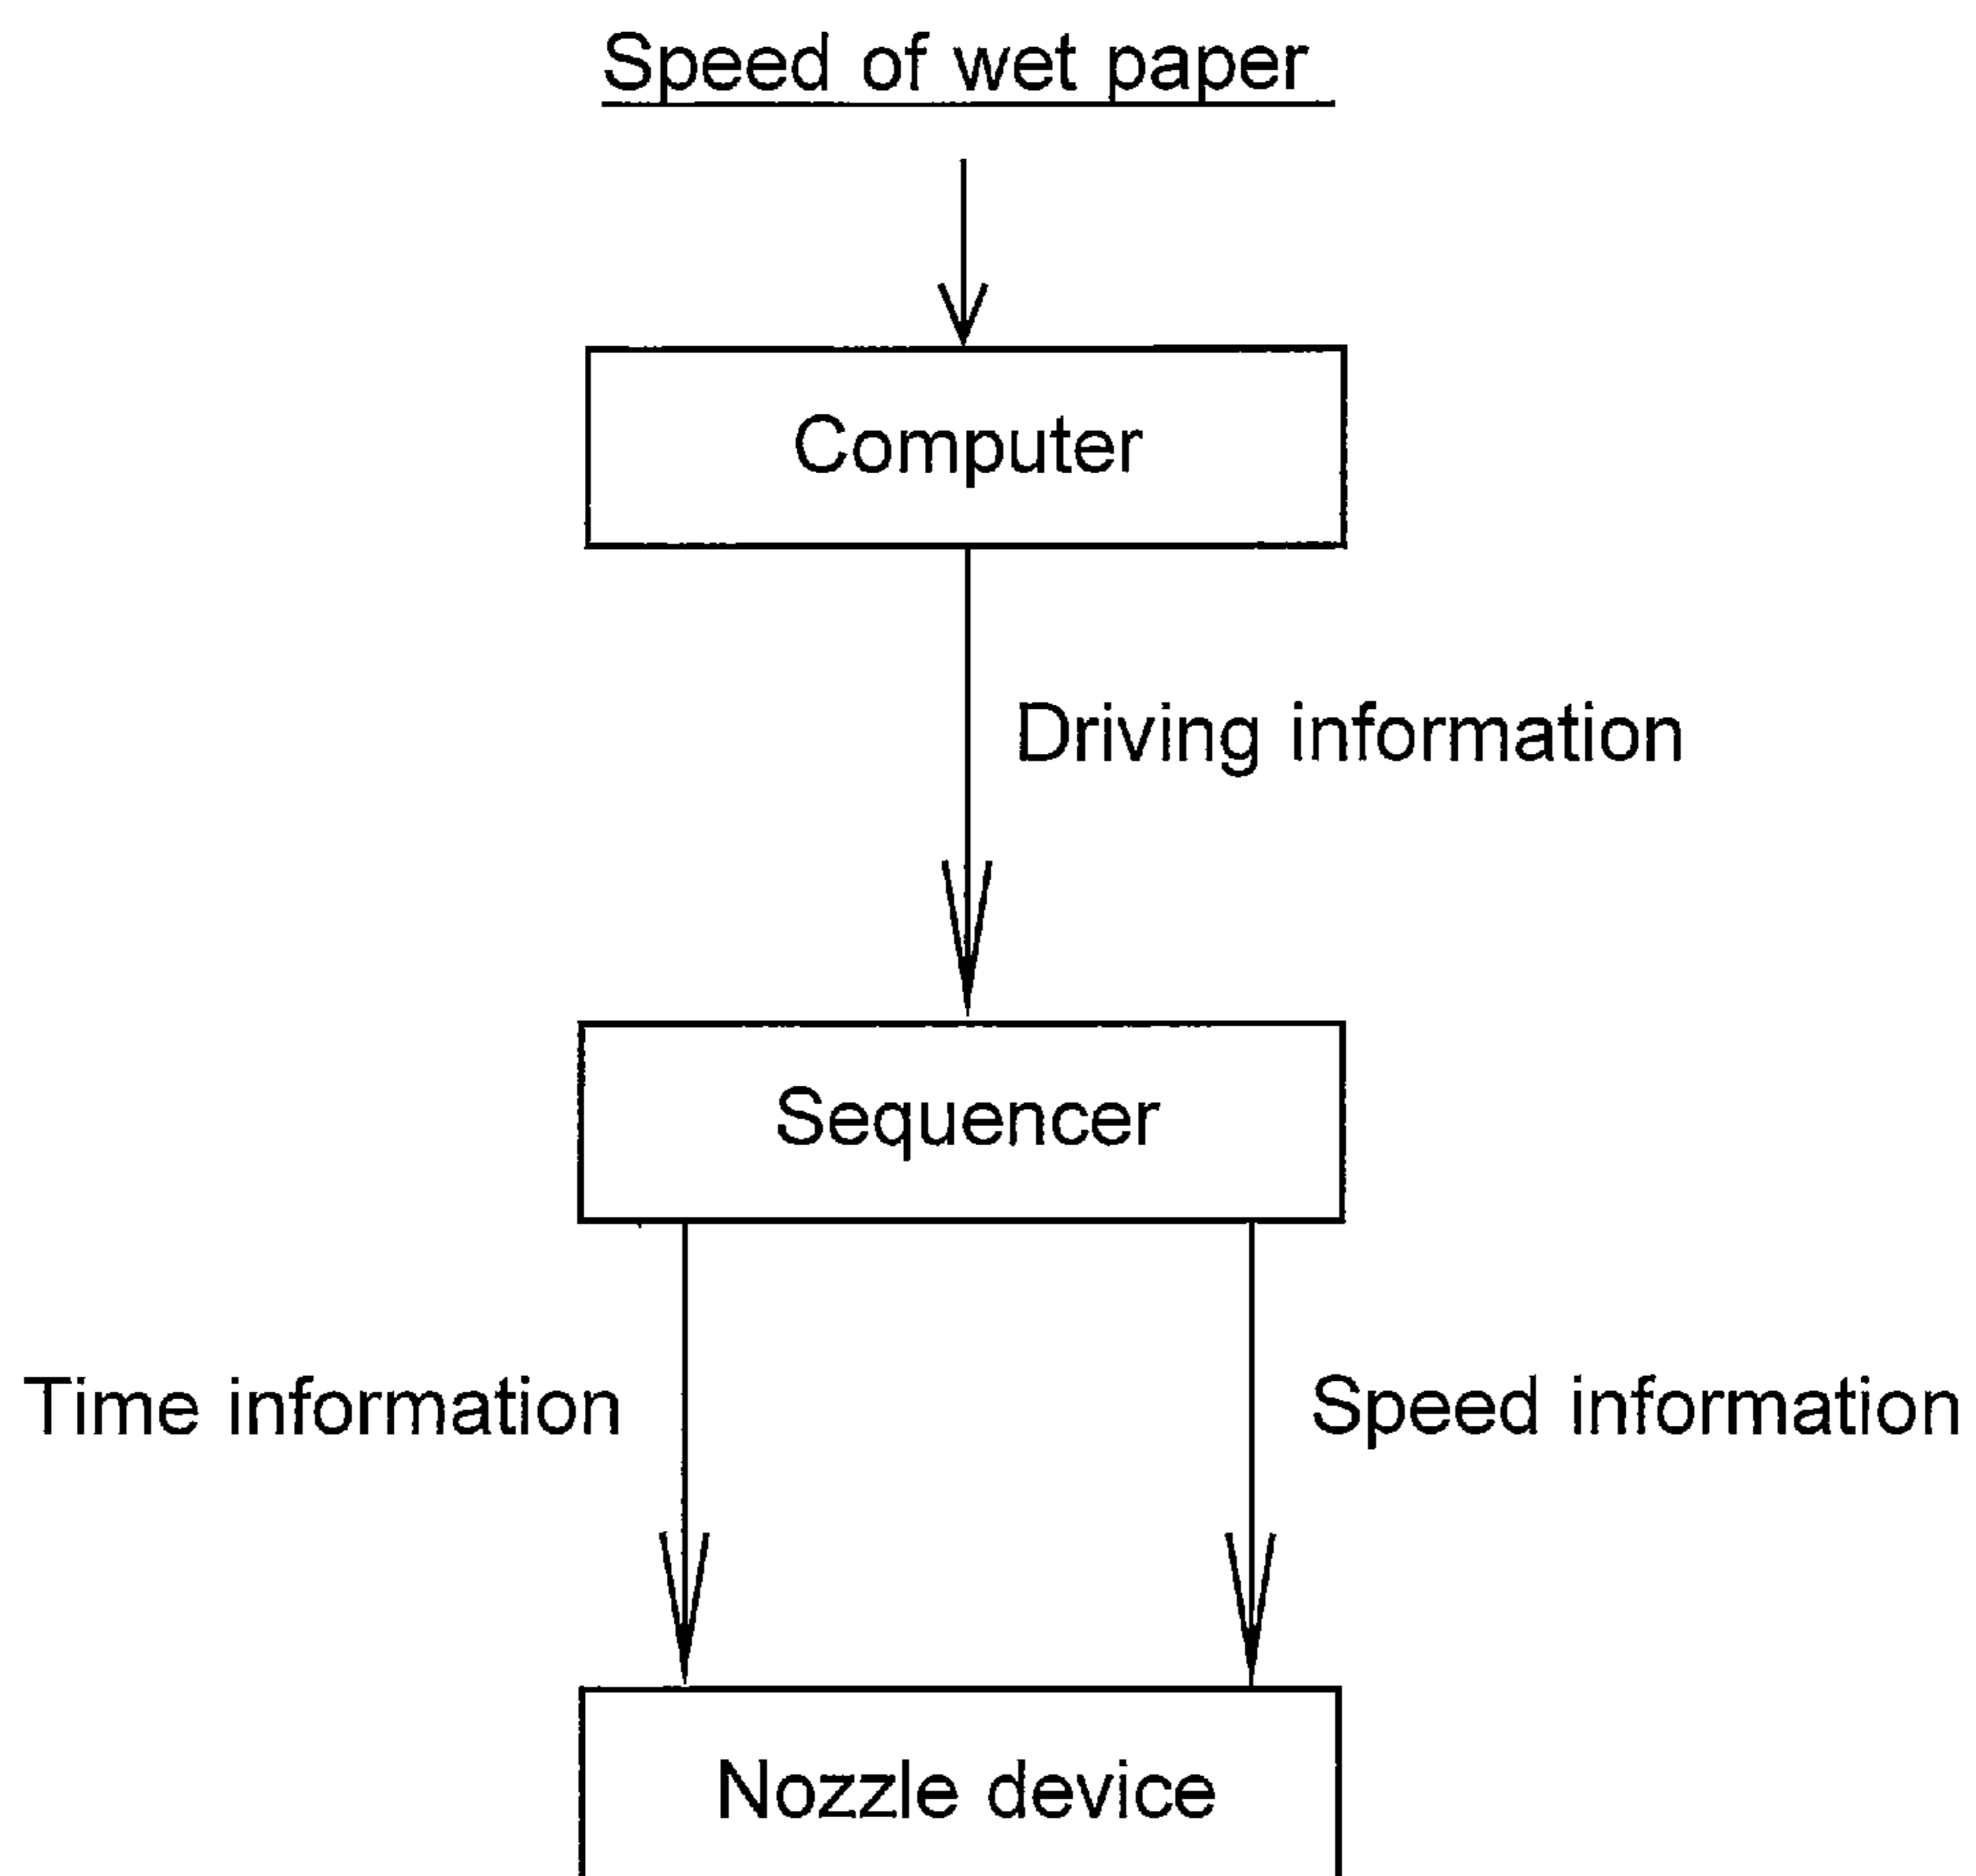 Speed of wet paper
Computer
Driving information
Sequencer
Time information
Speed information
Nozzle device